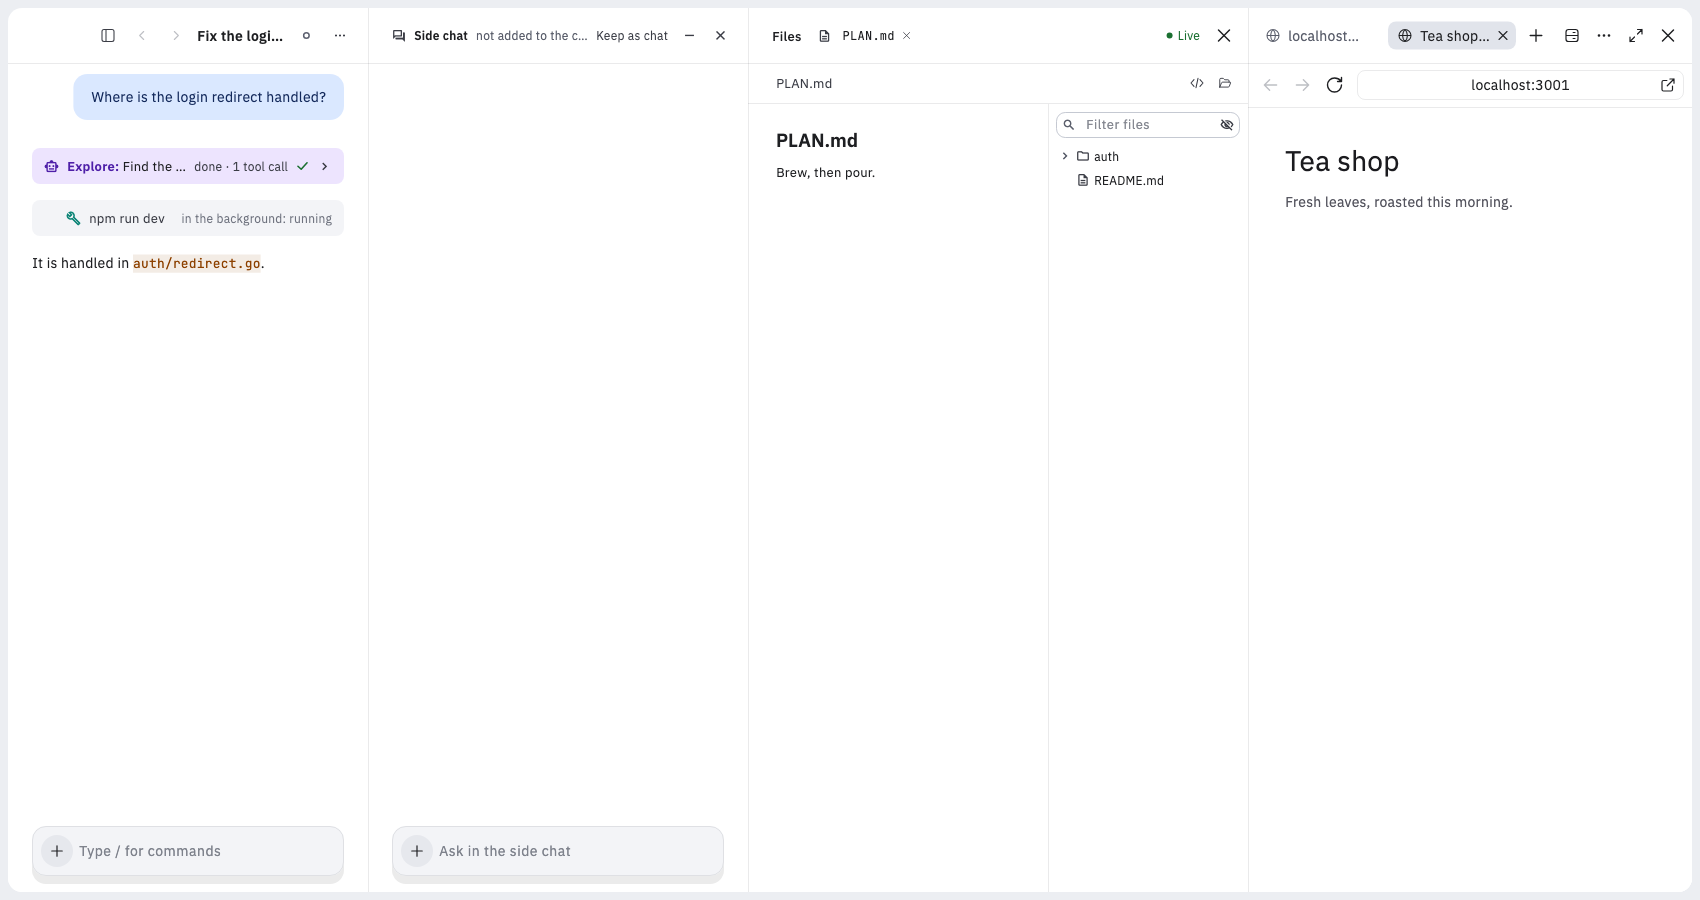 Fix the logi...
Where is the login redirect handled?
Explore: Find the ... done · 1 tool call
npm run dev in the background: running
It is handled in auth/redirect.go.
Type / for commands
Side chat not added to the c... Keep as chat
Ask in the side chat
Files PLAN.md Live
PLAN.md
PLAN.md
Brew, then pour.
Filter files
auth
README.md
localhost... Tea shop...
localhost:3001
Tea shop
Fresh leaves, roasted this morning.